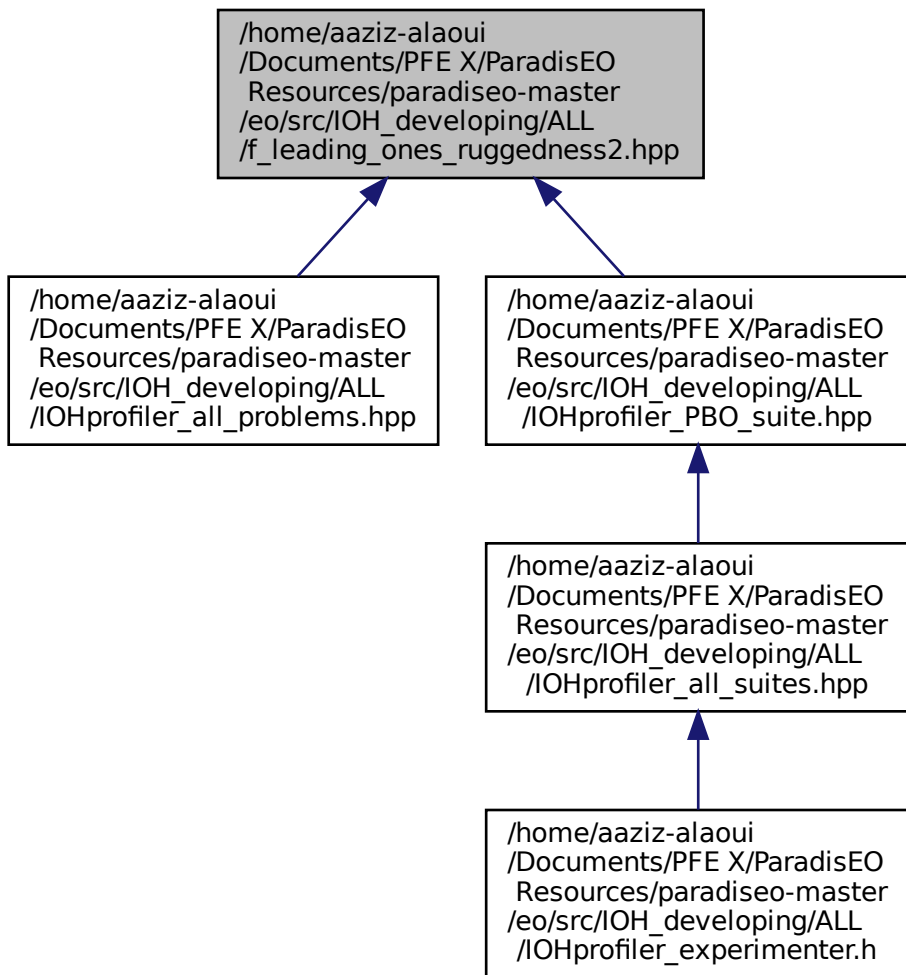 /home/aaziz-alaoui
/Documents/PFE X/ParadisEO
Resources/paradiseo-master
/eo/src/IOH_developing/ALL
/f_leading_ones_ruggedness2.hpp
/home/aaziz-alaoui
/Documents/PFE X/ParadisEO
Resources/paradiseo-master
/eo/src/IOH_developing/ALL
/IOHprofiler_all_problems.hpp
/home/aaziz-alaoui
/Documents/PFE X/ParadisEO
Resources/paradiseo-master
/eo/src/IOH_developing/ALL
/IOHprofiler_PBO_suite.hpp
/home/aaziz-alaoui
/Documents/PFE X/ParadisEO
Resources/paradiseo-master
/eo/src/IOH_developing/ALL
/IOHprofiler_all_suites.hpp
/home/aaziz-alaoui
/Documents/PFE X/ParadisEO
Resources/paradiseo-master
/eo/src/IOH_developing/ALL
/IOHprofiler_experimenter.h